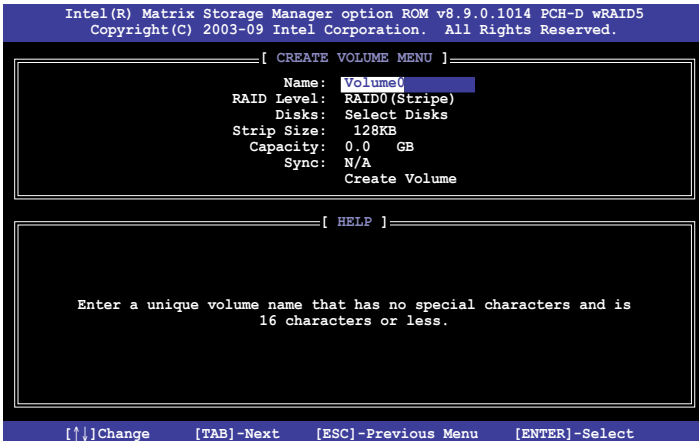 Intel(R) Matrix Storage Manager option ROM v8.9.0.1014 PCH-D wRAID5
Copyright(C) 2003-09 Intel Corporation.  All Rights Reserved.
[ CREATE VOLUME MENU ]
Name: Volume0
RAID Level: RAID0(Stripe)
Disks: Select Disks
Strip Size: 128KB
Capacity: 0.0 GB
Sync: N/A
Create Volume
[ HELP ]
Enter a unique volume name that has no special characters and is
16 characters or less.
[↑↓]Change [TAB]-Next [ESC]-Previous Menu [ENTER]-Select